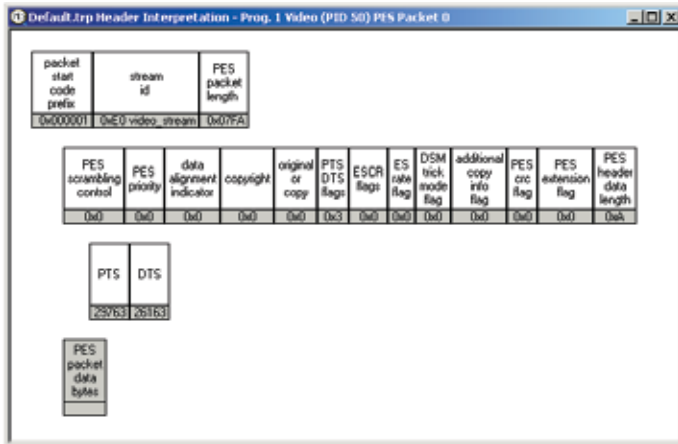 Default.trp Header Interpretation - Prog. 1 Video (PID 50) PES Packet 0
packet start code prefix
stream id
PES packet length
0x000001
0xE0 video_stream
0x07FA
PES scrambling control
PES priority
data alignment indicator
copyright
original or copy
PTS DTS flags
ESCR flags
ES rate flag
DSM trick mode flag
additional copy info flag
PES crc flag
PES extension flag
PES header data length
0x0
0x0
0x0
0x0
0x0
0x3
0x0
0x0
0x0
0x0
0x0
0x0
0xA
PTS
DTS
29763
26163
PES packet data bytes